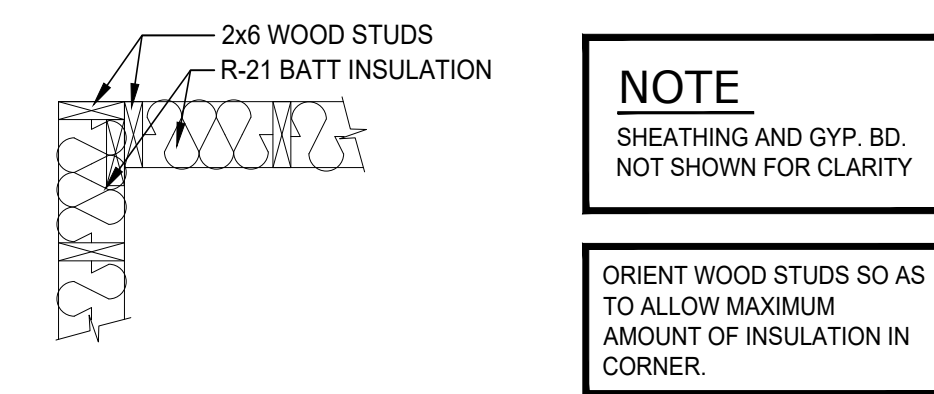 2x6 WOOD STUDS
R-21 BATT INSULATION
NOTE
SHEATHING AND GYP. BD.
NOT SHOWN FOR CLARITY
ORIENT WOOD STUDS SO AS
TO ALLOW MAXIMUM
AMOUNT OF INSULATION IN
CORNER.